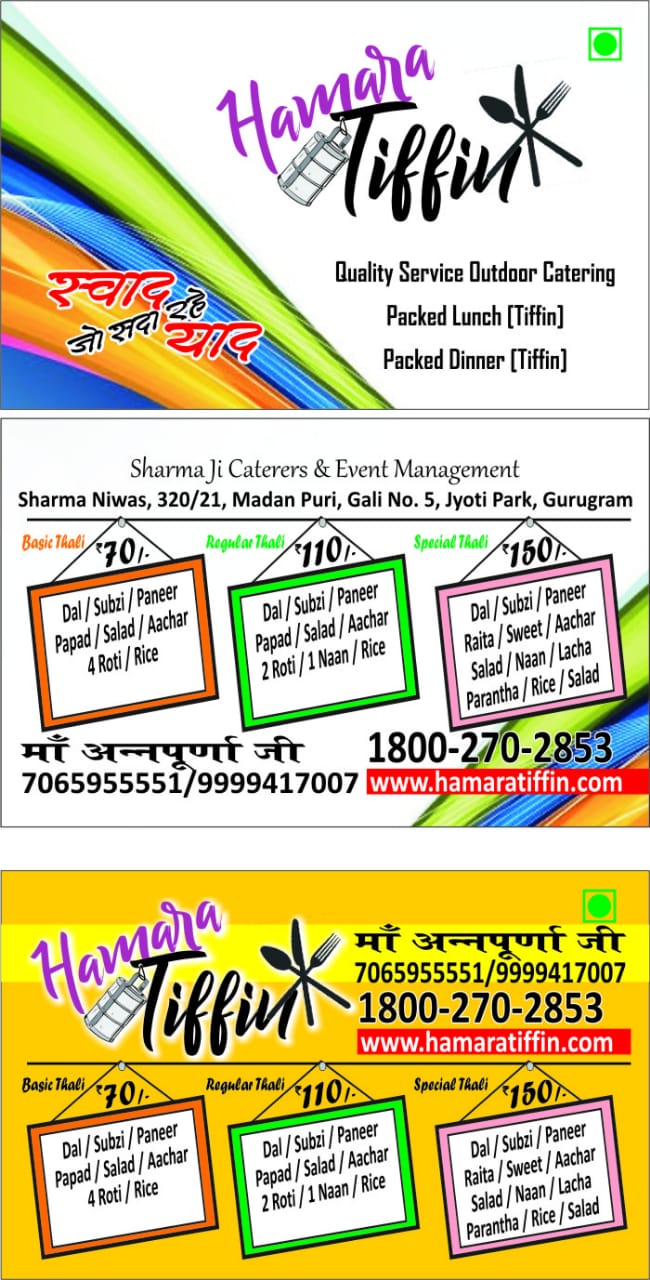 Hamara
Tiffin
स्वाद
जो सदा रहे
याद
Quality Service Outdoor Catering
Packed Lunch [Tiffin]
Packed Dinner [Tiffin]
Sharma Ji Caterers & Event Management
Sharma Niwas, 320/21, Madan Puri, Gali No. 5, Jyoti Park, Gurugram
Basic Thali ₹70/-
Dal / Subzi / Paneer
Papad / Salad / Aachar
4 Roti / Rice
Regular Thali ₹110/-
Dal / Subzi / Paneer
Papad / Salad / Aachar
2 Roti / 1 Naan / Rice
Special Thali ₹150/-
Dal / Subzi / Paneer
Raita / Sweet / Aachar
Salad / Naan / Lacha
Parantha / Rice / Salad
माँ अन्नपूर्णा जी
7065955551/9999417007
1800-270-2853
www.hamaratiffin.com
Hamara
Tiffin
माँ अन्नपूर्णा जी
7065955551/9999417007
1800-270-2853
www.hamaratiffin.com
Basic Thali ₹70/-
Dal / Subzi / Paneer
Papad / Salad / Aachar
4 Roti / Rice
Regular Thali ₹110/-
Dal / Subzi / Paneer
Papad / Salad / Aachar
2 Roti / 1 Naan / Rice
Special Thali ₹150/-
Dal / Subzi / Paneer
Raita / Sweet / Aachar
Salad / Naan / Lacha
Parantha / Rice / Salad